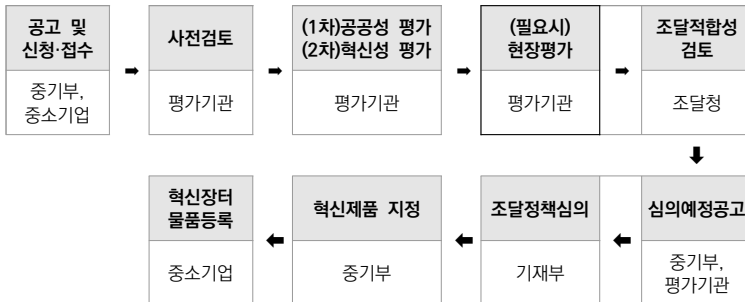 공고 및
신청·접수
중기부,
중소기업
➡
사전검토
평가기관
➡
(1차)공공성 평가
(2차)혁신성 평가
평가기관
➡
(필요시)
현장평가
평가기관
➡
조달적합성
검토
조달청
⬇
심의예정공고
중기부,
평가기관
⬅
조달정책심의
기재부
⬅
혁신제품 지정
중기부
⬅
혁신장터
물품등록
중소기업